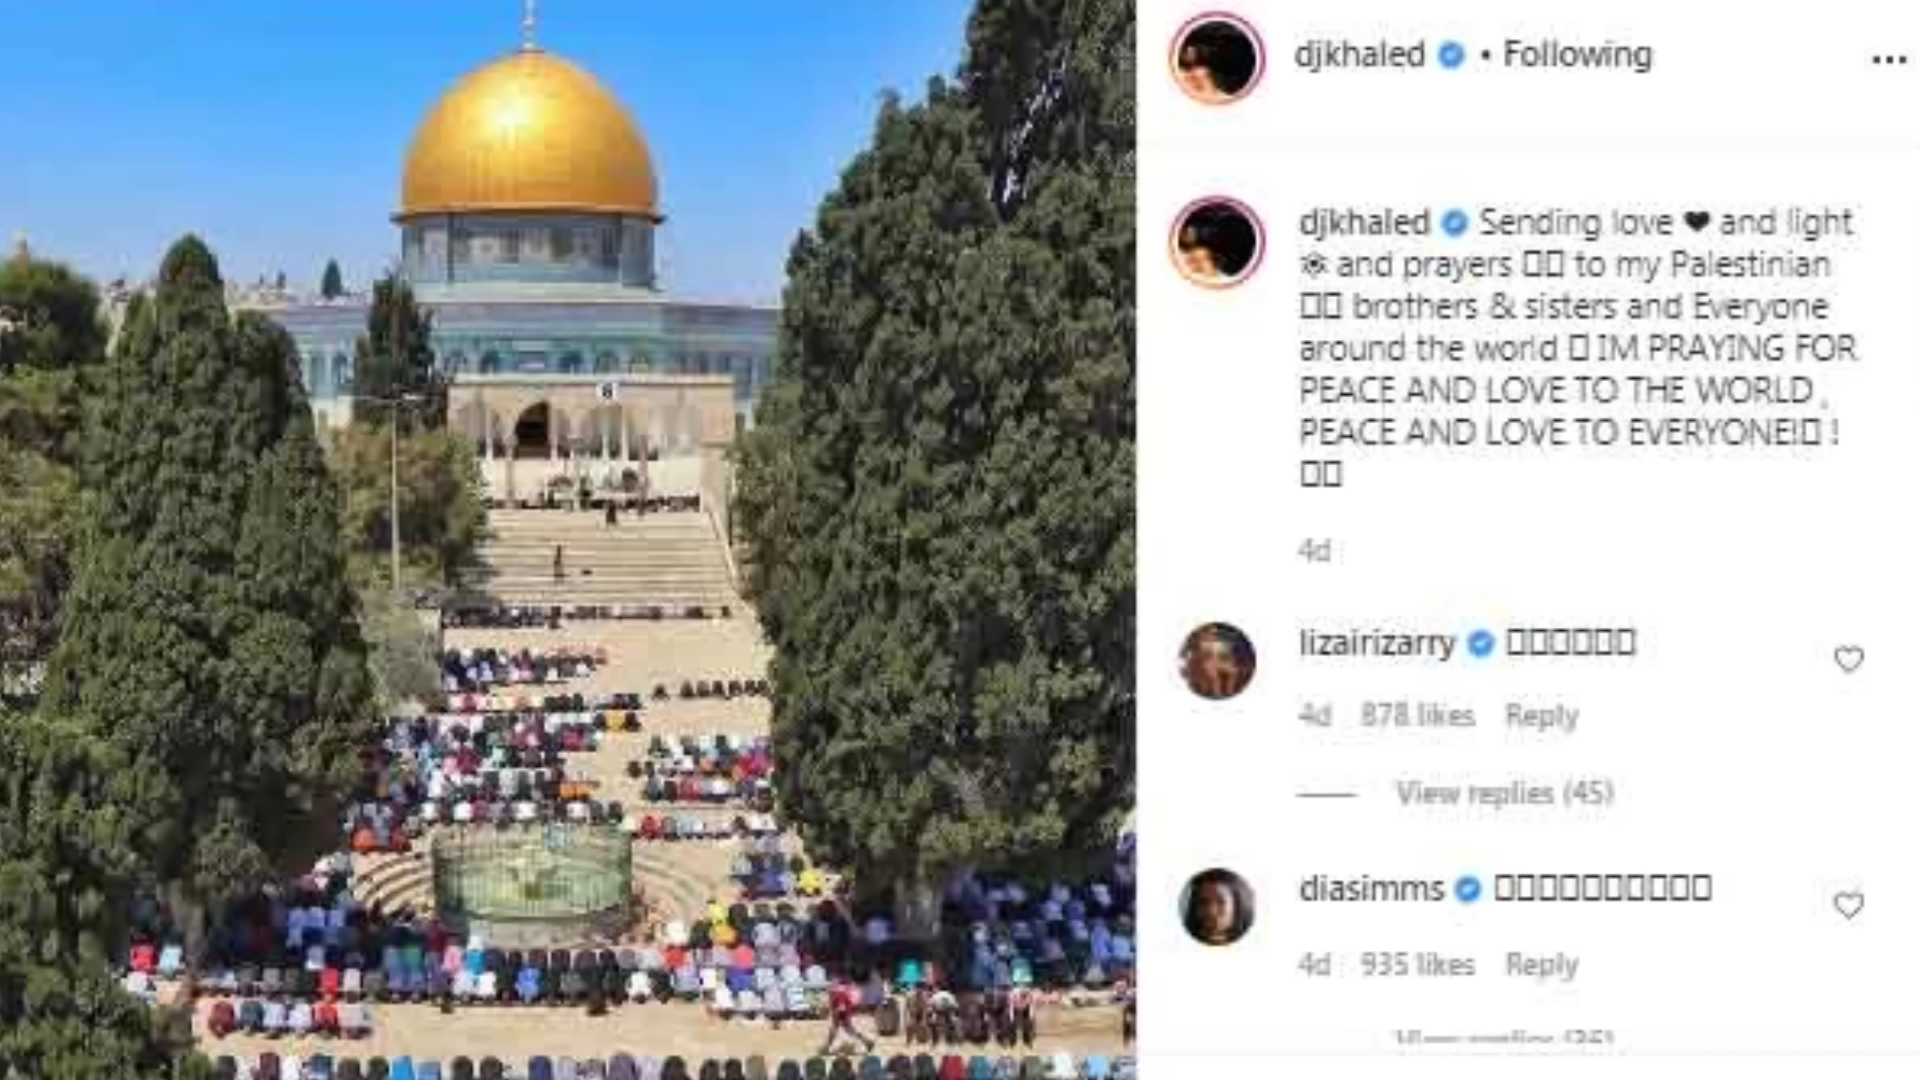 djkhaled • Following
djkhaled Sending love ❤ and light
☀ and prayers □□ to my Palestinian
□□ brothers & sisters and Everyone
around the world □ IM PRAYING FOR
PEACE AND LOVE TO THE WORLD ,
PEACE AND LOVE TO EVERYONE!□ !
□□
4d
lizairizarry □□□□□□
4d 878 likes Reply
View replies (45)
diasimms □□□□□□□□□□
4d 935 likes Reply